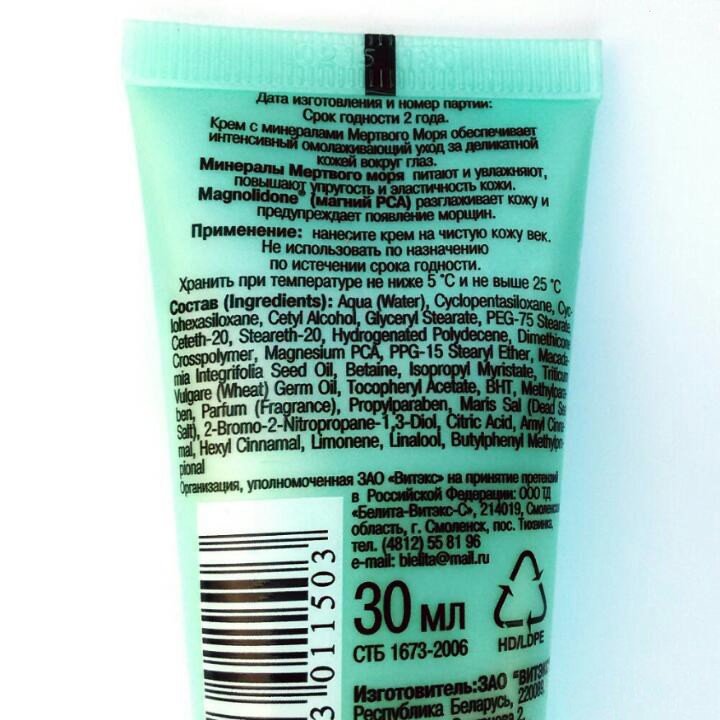 Дата изготовления и номер партии:
Срок годности 2 года.
Крем с минералами Мертвого Моря обеспечивает
интенсивный омолаживающий уход за деликатной
кожей вокруг глаз.
Минералы Мертвого моря питают и увлажняют,
повышают упругость и эластичность кожи.
Magnolidone® (магний PCA) разглаживает кожу и
предупреждает появление морщин.
Применение: нанесите крем на чистую кожу век.
Не использовать по назначению
по истечении срока годности.
Хранить при температуре не ниже 5 °С и не выше 25 °С
Состав (Ingredients): Aqua (Water), Cyclopentasiloxane, Cyc-
lohexasiloxane, Cetyl Alcohol, Glyceryl Stearate, PEG-75 Stearate,
Ceteth-20, Steareth-20, Hydrogenated Polydecene, Dimethicone
Crosspolymer, Magnesium PCA, PPG-15 Stearyl Ether, Macada-
mia Integrifolia Seed Oil, Betaine, Isopropyl Myristate, Triticum
Vulgare (Wheat) Germ Oil, Tocopheryl Acetate, BHT, Methylpara-
ben, Parfum (Fragrance), Propylparaben, Maris Sal (Dead Sea
Salt), 2-Bromo-2-Nitropropane-1,3-Diol, Citric Acid, Amyl Cinna-
mal, Hexyl Cinnamal, Limonene, Linalool, Butylphenyl Methylpro-
pional
Организация, уполномоченная ЗАО «Витэкс» на принятие претензий
в Российской Федерации: ООО ТД
«Белита-Витэкс-С», 214019, Смоленская
область, г. Смоленск, пос. Тихвинка,
тел. (4812) 55 81 96
e-mail: bielita@mail.ru
3 011503
30 мл
HD/LDPE
СТБ 1673-2006
Изготовитель:ЗАО "ВИТЭКС
Республика Беларусь, 220089,